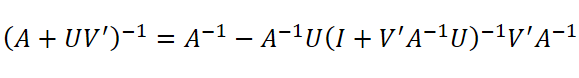 (A + UV′)⁻¹ = A⁻¹ − A⁻¹U(I + V′A⁻¹U)⁻¹V′A⁻¹